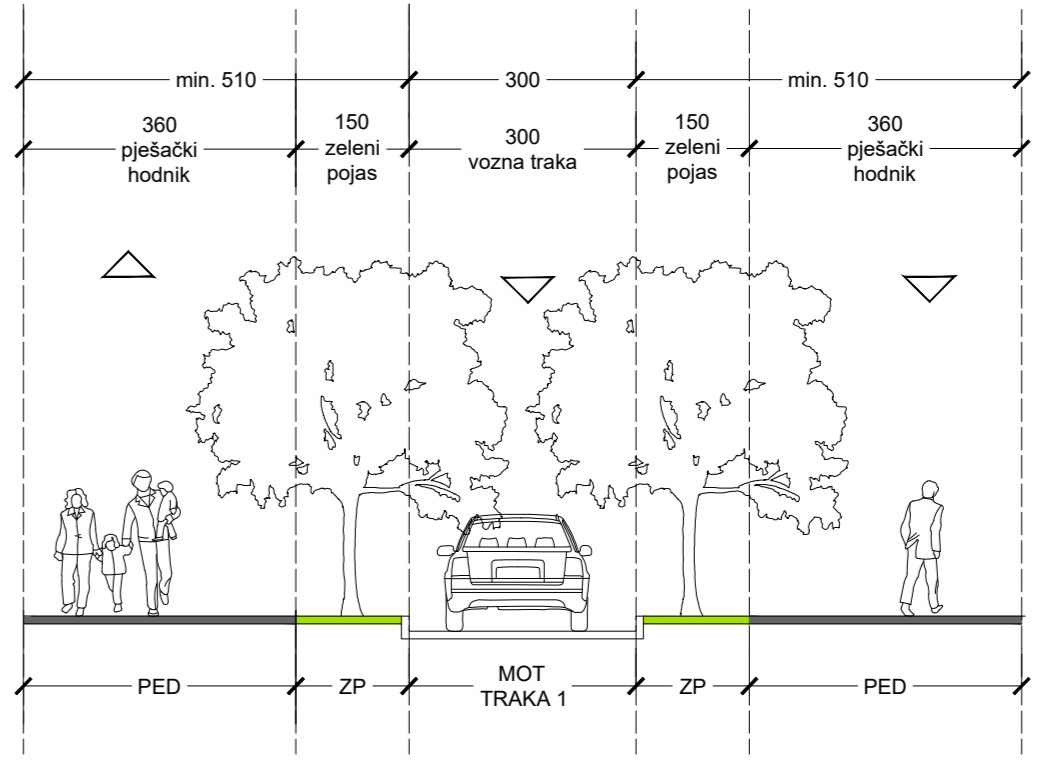 min. 510
300
min. 510
360
pješački
hodnik
150
zeleni
pojas
300
vozna traka
150
zeleni
pojas
360
pješački
hodnik
PED
ZP
MOT
TRAKA 1
ZP
PED